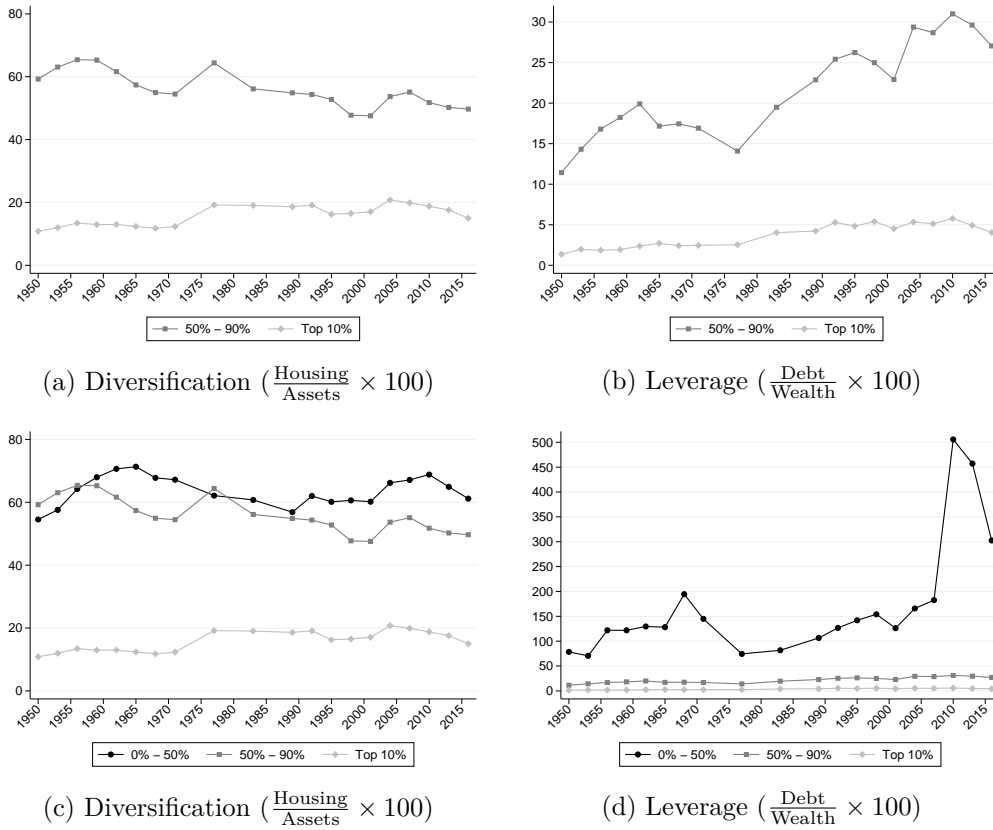 80
60
40
20
0
1950 1955 1960 1965 1970 1975 1980 1985 1990 1995 2000 2005 2010 2015
50% – 90% Top 10%
(a) Diversification (Housing/Assets × 100)
30
25
20
15
10
5
0
1950 1955 1960 1965 1970 1975 1980 1985 1990 1995 2000 2005 2010 2015
50% – 90% Top 10%
(b) Leverage (Debt/Wealth × 100)
80
60
40
20
0
1950 1955 1960 1965 1970 1975 1980 1985 1990 1995 2000 2005 2010 2015
0% – 50% 50% – 90% Top 10%
(c) Diversification (Housing/Assets × 100)
500
450
400
350
300
250
200
150
100
50
0
1950 1955 1960 1965 1970 1975 1980 1985 1990 1995 2000 2005 2010 2015
0% – 50% 50% – 90% Top 10%
(d) Leverage (Debt/Wealth × 100)